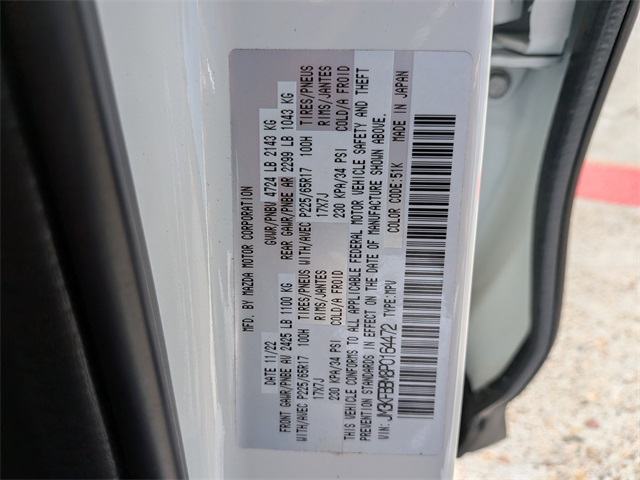 MFD. BY MAZDA MOTOR CORPORATION
DATE 11/22 GVWR/PNBV 4724 LB 2143 KG
FRONT GAWR/PNBE AV 2425 LB 1100 KG REAR GAWR/PNBE AR 2299 LB 1043 KG
WITH/AVEC P225/65R17 100H TIRES/PNEUS WITH/AVEC P225/65R17 100H TIRES/PNEUS
17X7J RIMS/JANTES 17X7J RIMS/JANTES
230 KPA/34 PSI COLD/A FROID 230 KPA/34 PSI COLD/A FROID
THIS VEHICLE CONFORMS TO ALL APPLICABLE FEDERAL MOTOR VEHICLE SAFETY AND THEFT
PREVENTION STANDARDS IN EFFECT ON THE DATE OF MANUFACTURE SHOWN ABOVE.
VIN: JM3KFBBM8P0164472 TYPE:MPV COLOR CODE:51K MADE IN JAPAN